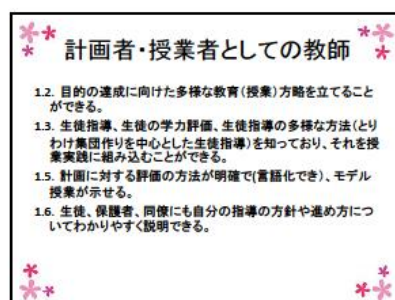 計画者・授業者としての教師
1.2. 目的の達成に向けた多様な教育(授業)方略を立てること
ができる。
1.3. 生徒指導、生徒の学力評価、生徒指導の多様な方法(とり
わけ集団作りを中心とした生徒指導)を知っており、それを授
業実践に組み込むことができる。
1.5. 計画に対する評価の方法が明確で(言語化でき)、モデル
授業が示せる。
1.6. 生徒、保護者、同僚にも自分の指導の方針や進め方につ
いてわかりやすく説明できる。